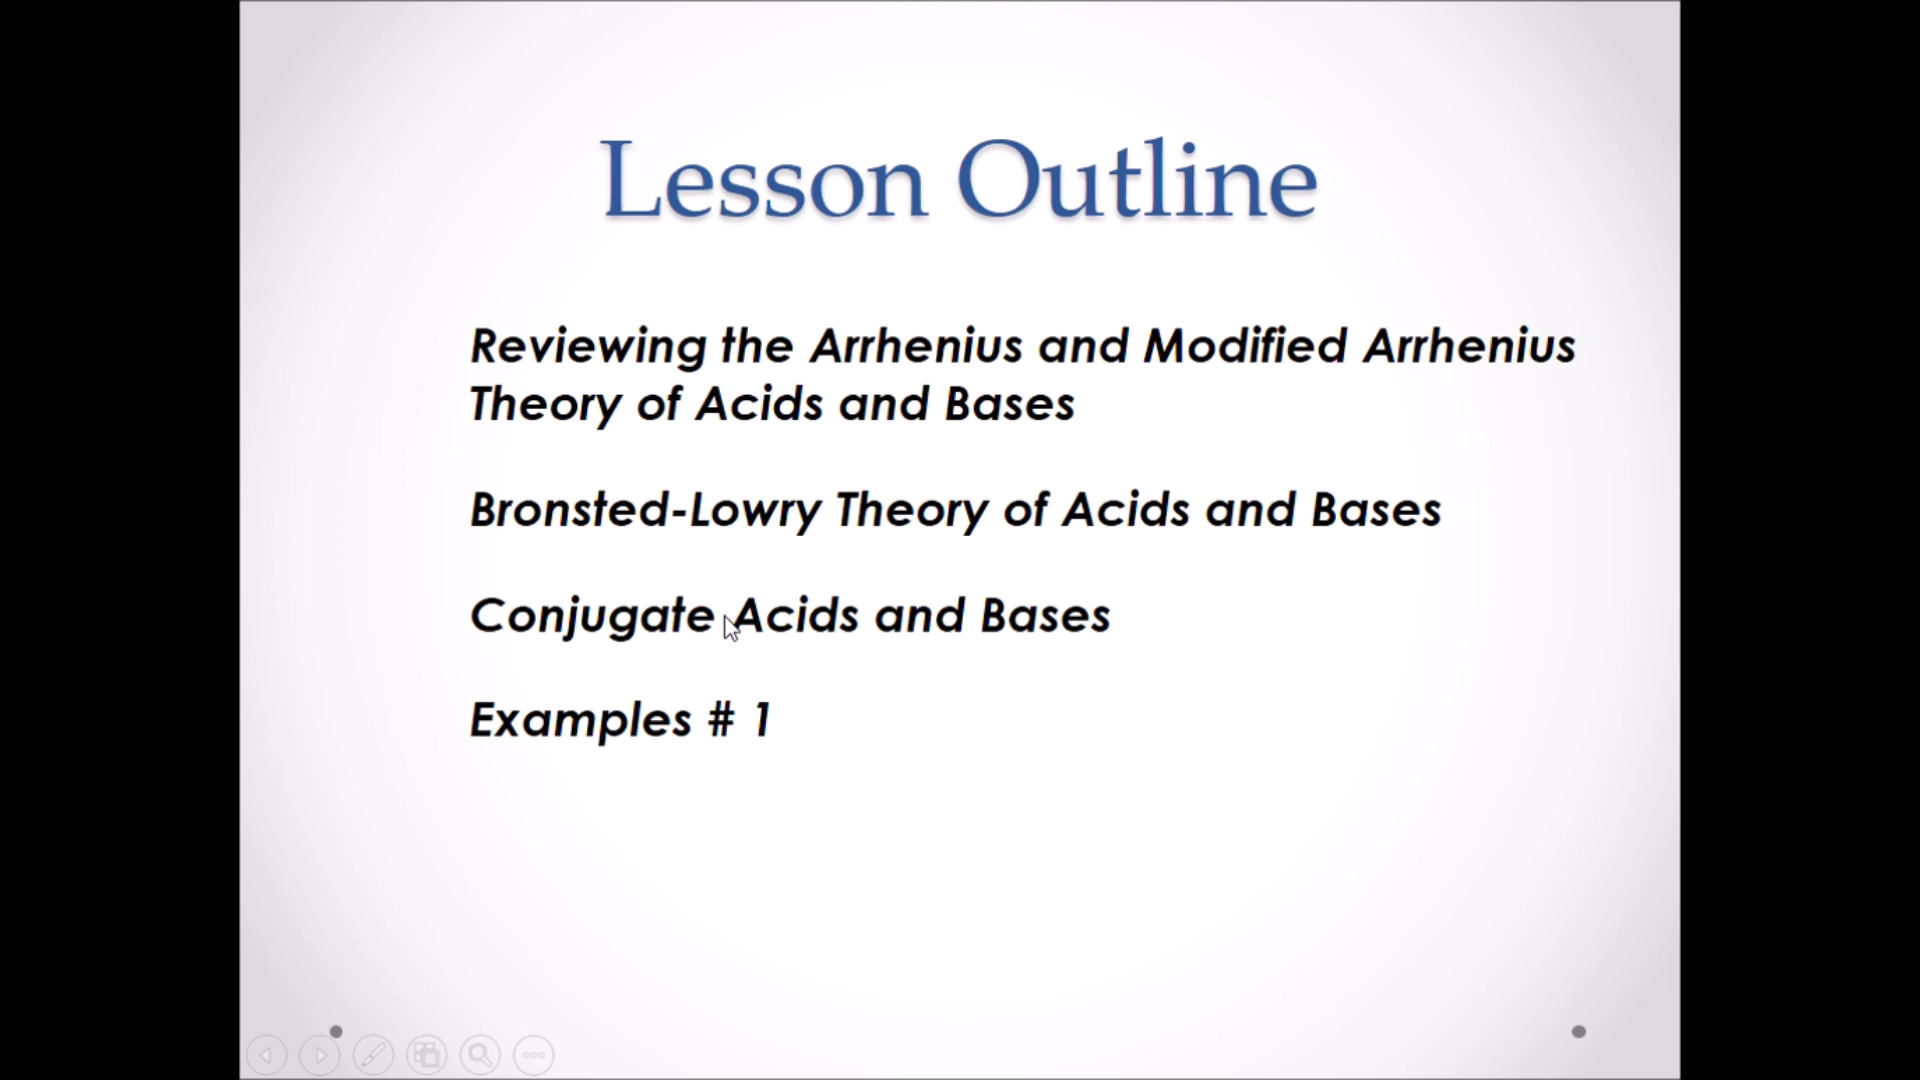 Lesson Outline
Reviewing the Arrhenius and Modified Arrhenius
Theory of Acids and Bases
Bronsted-Lowry Theory of Acids and Bases
Conjugate Acids and Bases
Examples # 1